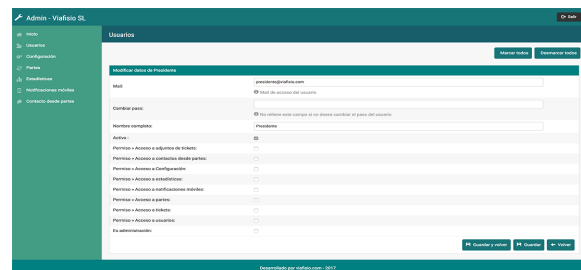 Admin - Viafisio SL
Salir
Inicio
Usuarios
Configuración
Partes
Estadísticas
Notificaciones móviles
Contacto desde partes
Usuarios
Marcar todos
Desmarcar todos
Modificar datos de Presidente
Mail:
presidente@viafisio.com
Mail de acceso del usuario
Cambiar pass:
No rellene este campo si no desea cambiar el pass del usuario
Nombre completo:
Presidente
Activo :
Permiso » Acceso a adjuntos de tickets:
Permiso » Acceso a contactos desde partes:
Permiso » Acceso a Configuración:
Permiso » Acceso a estadísticas:
Permiso » Acceso a notificaciones móviles:
Permiso » Acceso a partes:
Permiso » Acceso a tickets:
Permiso » Acceso a usuarios:
Es administración:
Guardar y volver
Guardar
Volver
Desarrollado por viafisio.com - 2017